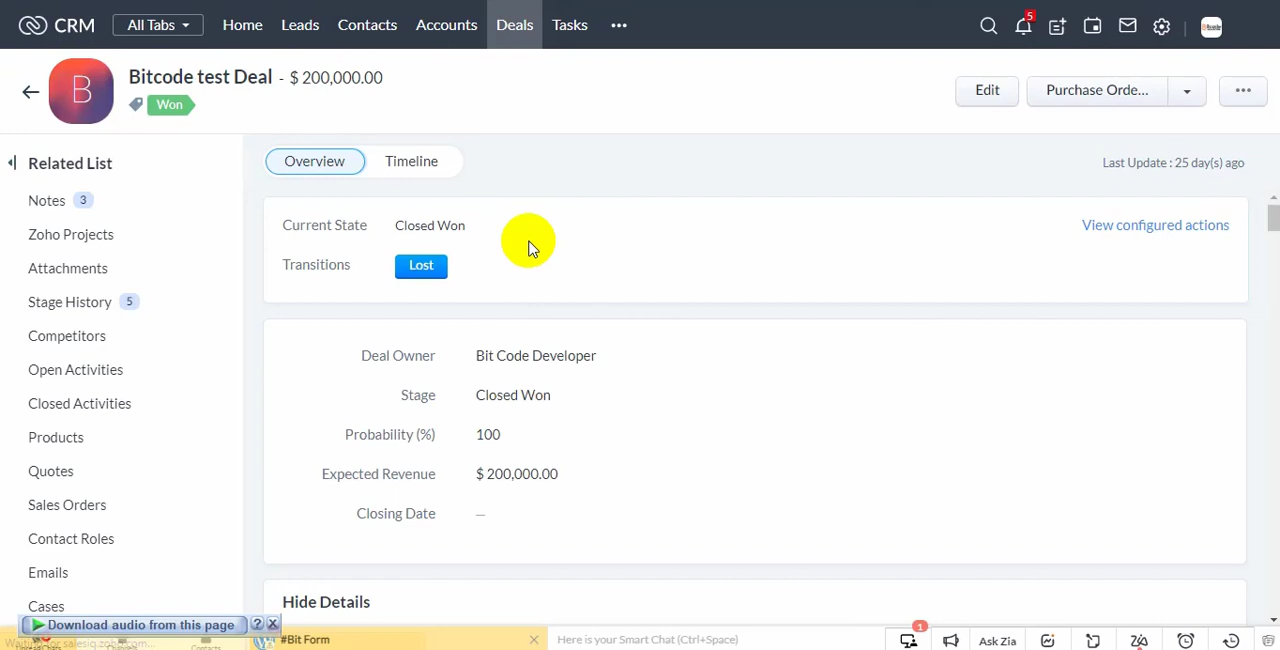 CRM All Tabs Home Leads Contacts Accounts Deals Tasks ••• 5
B Bitcode test Deal - $ 200,000.00
Won
Edit Purchase Orde... •••
Related List
Notes 3
Zoho Projects
Attachments
Stage History 5
Competitors
Open Activities
Closed Activities
Products
Quotes
Sales Orders
Contact Roles
Emails
Cases
Overview Timeline Last Update : 25 day(s) ago
Current State Closed Won View configured actions
Transitions Lost
Deal Owner Bit Code Developer
Stage Closed Won
Probability (%) 100
Expected Revenue $ 200,000.00
Closing Date —
Hide Details
Download audio from this page ? X
#Bit Form Here is your Smart Chat (Ctrl+Space) 1 Ask Zia